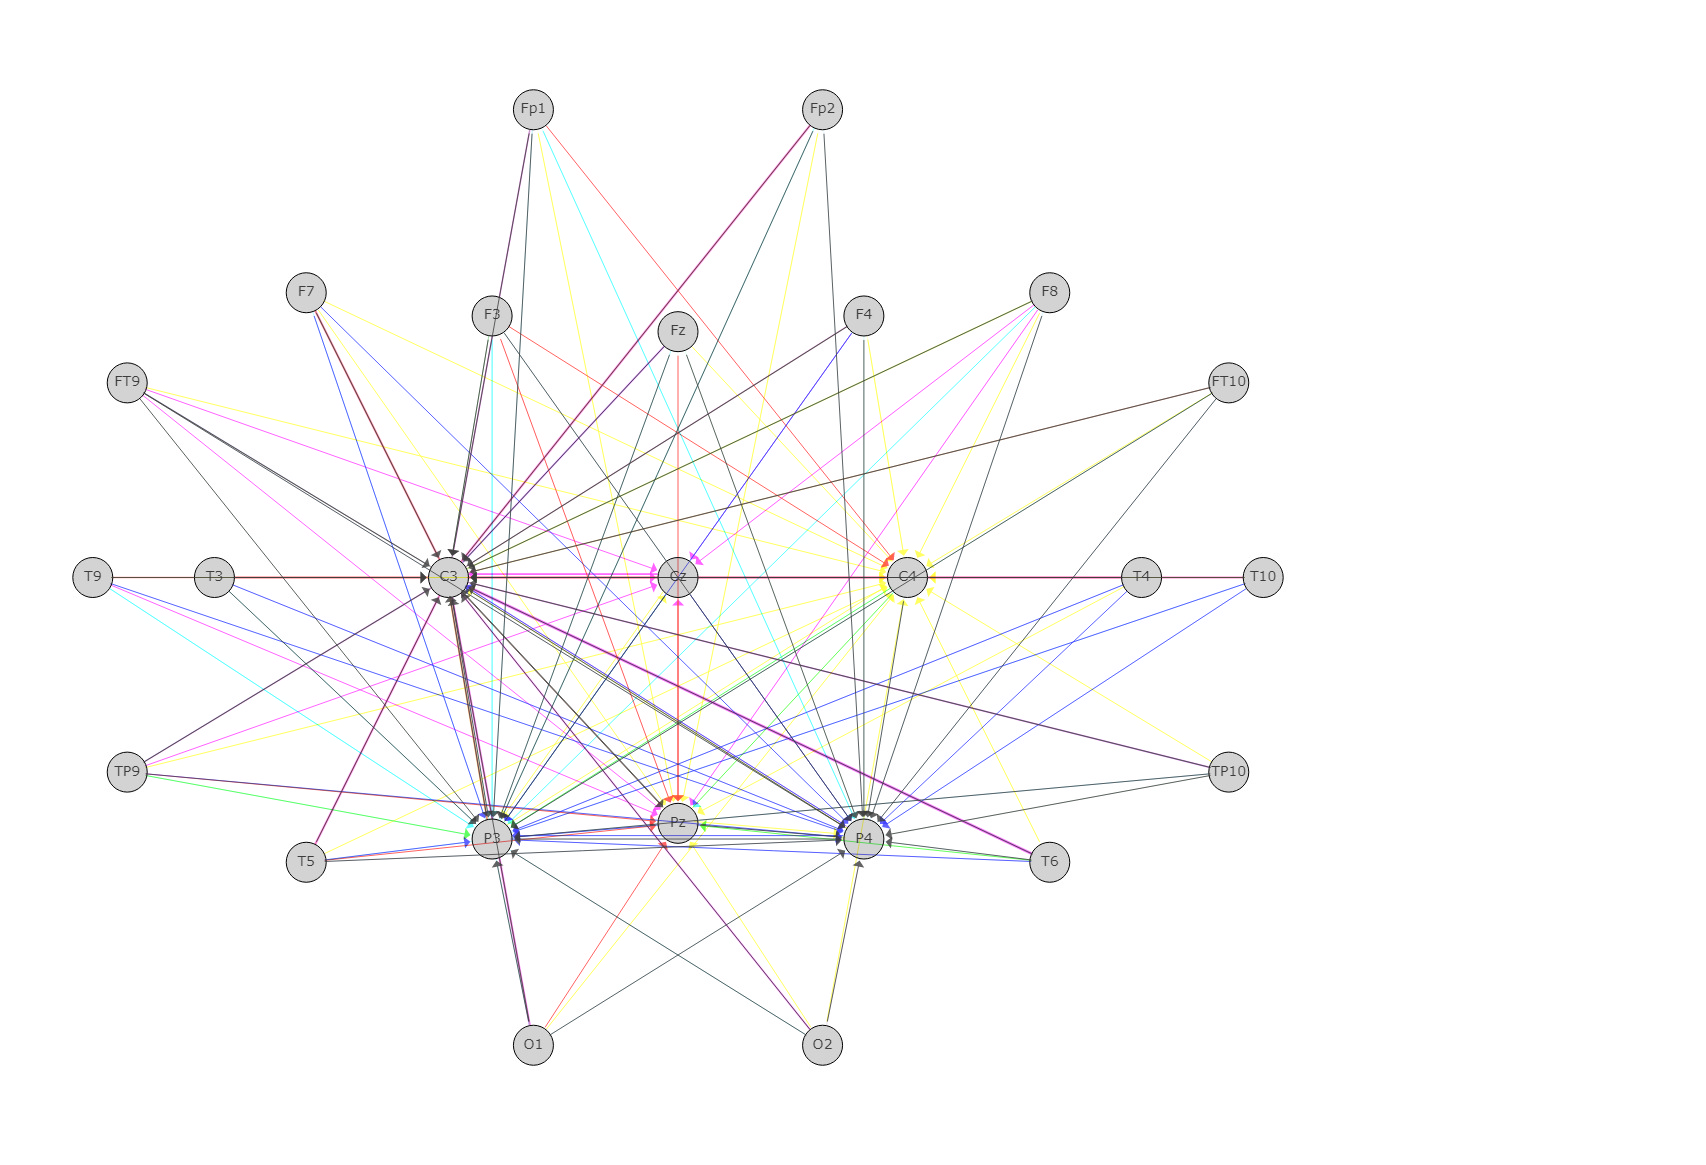 Fp1 Fp2
F7 F3 Fz F4 F8
FT9 FT10
T9 T3 C3 Cz C4 T4 T10
TP9 TP10
T5 P3 Pz P4 T6
O1 O2